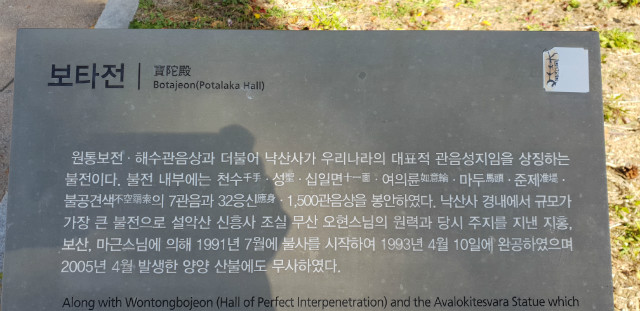 보타전 | 寶陀殿
Botajeon(Potalaka Hall)
원통보전·해수관음상과 더불어 낙산사가 우리나라의 대표적 관음성지임을 상징하는
불전이다. 불전 내부에는 천수千手·성聖·십일면十一面·여의륜如意輪·마두馬頭·준제准堤·
불공견색不空羂索의 7관음과 32응신應身·1,500관음상을 봉안하였다. 낙산사 경내에서 규모가
가장 큰 불전으로 설악산 신흥사 조실 무산 오현스님의 원력과 당시 주지를 지낸 지홍,
보산, 마근스님에 의해 1991년 7월에 불사를 시작하여 1993년 4월 10일에 완공하였으며
2005년 4월 발생한 양양 산불에도 무사하였다.
Along with Wontongbojeon (Hall of Perfect Interpenetration) and the Avalokitesvara Statue which